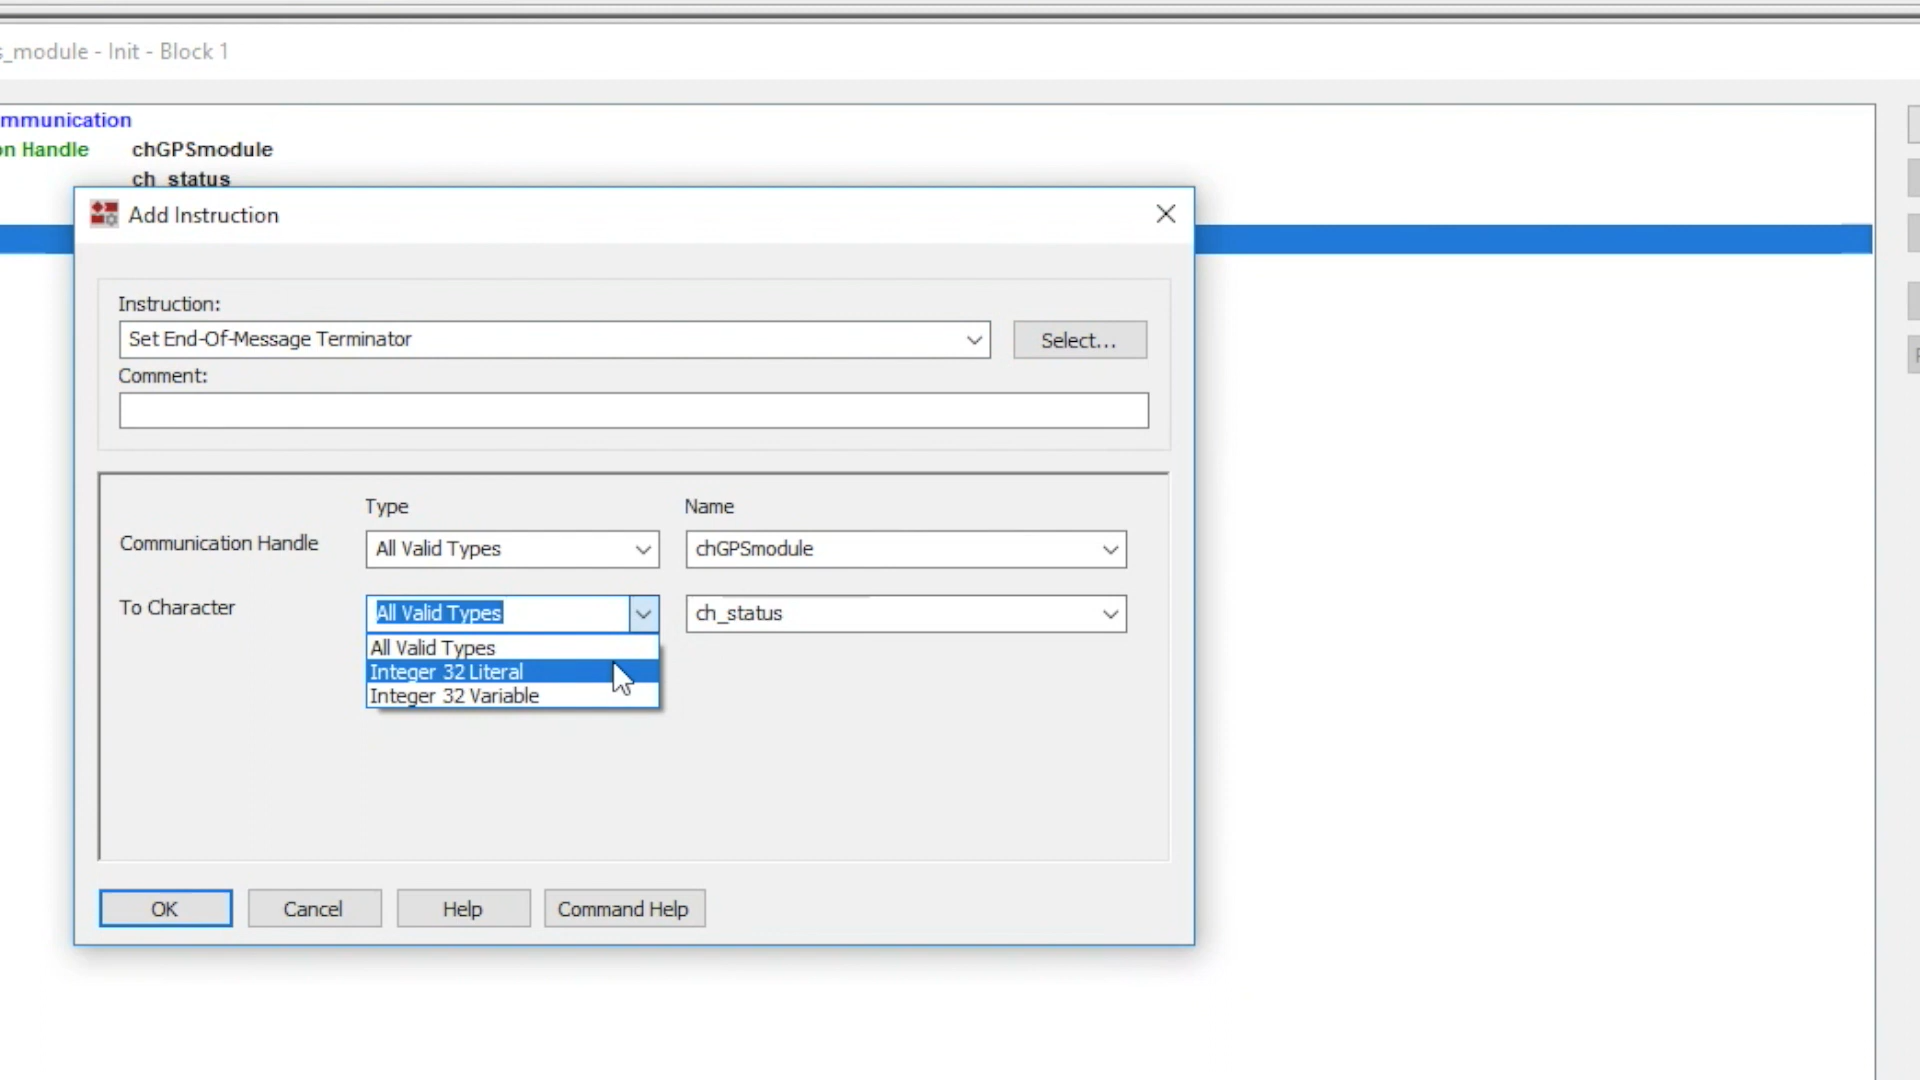 s_module - Init - Block 1
mmunication
on Handle chGPSmodule
ch_status
Add Instruction
Instruction:
Set End-Of-Message Terminator
Select...
Comment:
Type Name
Communication Handle All Valid Types chGPSmodule
To Character All Valid Types ch_status
All Valid Types
Integer 32 Literal
Integer 32 Variable
OK Cancel Help Command Help